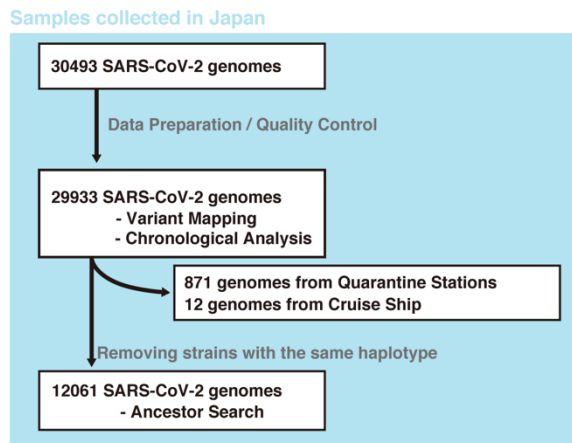 Samples collected in Japan
30493 SARS-CoV-2 genomes
Data Preparation / Quality Control
29933 SARS-CoV-2 genomes
- Variant Mapping
- Chronological Analysis
871 genomes from Quarantine Stations
12 genomes from Cruise Ship
Removing strains with the same haplotype
12061 SARS-CoV-2 genomes
- Ancestor Search